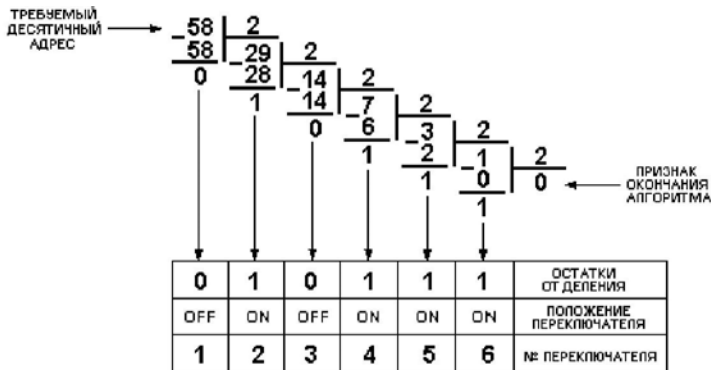 ТРЕБУЕМЫЙ
ДЕСЯТИЧНЫЙ
АДРЕС
-58 2
58 -29 2
0 28 -14 2
1 14 -7 2
0 6 -3 2
1 2 -1 2
1 0 0
1
ПРИЗНАК
ОКОНЧАНИЯ
АЛГОРИТМА
0 1 0 1 1 1 ОСТАТКИ
ОТ ДЕЛЕНИЯ
OFF ON OFF ON ON ON ПОЛОЖЕНИЕ
ПЕРЕКЛЮЧАТЕЛЯ
1 2 3 4 5 6 № ПЕРЕКЛЮЧАТЕЛЯ